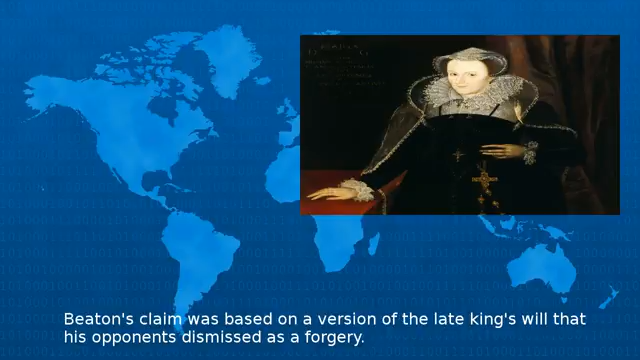 Beaton's claim was based on a version of the late king's will that
his opponents dismissed as a forgery.